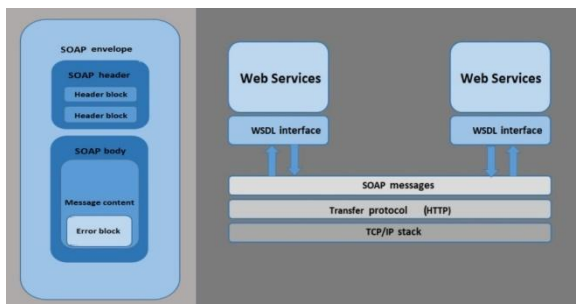 SOAP envelope
SOAP header
Header block
Header block
SOAP body
Message content
Error block
Web Services
Web Services
WSDL interface
WSDL interface
SOAP messages
Transfer protocol (HTTP)
TCP/IP stack